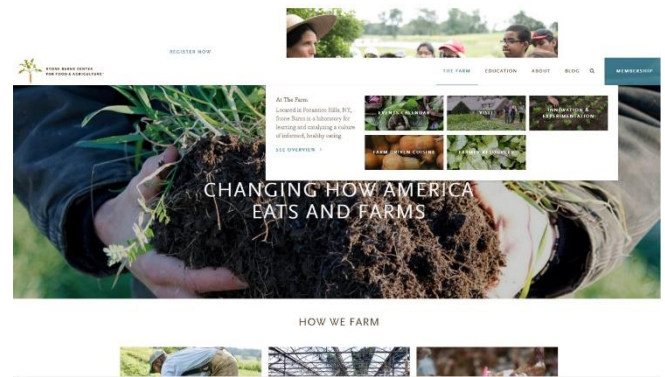 REGISTER NOW
STONE BARNS CENTER
FOR FOOD & AGRICULTURE
THE FARM
EDUCATION
ABOUT
BLOG
MEMBERSHIP
At The Farm
Located in Pocantico Hills, NY,
Stone Barns is a laboratory for
learning and catalyzing a culture
of informed, healthy eating.
SEE OVERVIEW
EVENTS CALENDAR
VISIT
INNOVATION &
EXPERIMENTATION
FARM-DRIVEN CUISINE
FARMER RESOURCES
CHANGING HOW AMERICA
EATS AND FARMS
HOW WE FARM